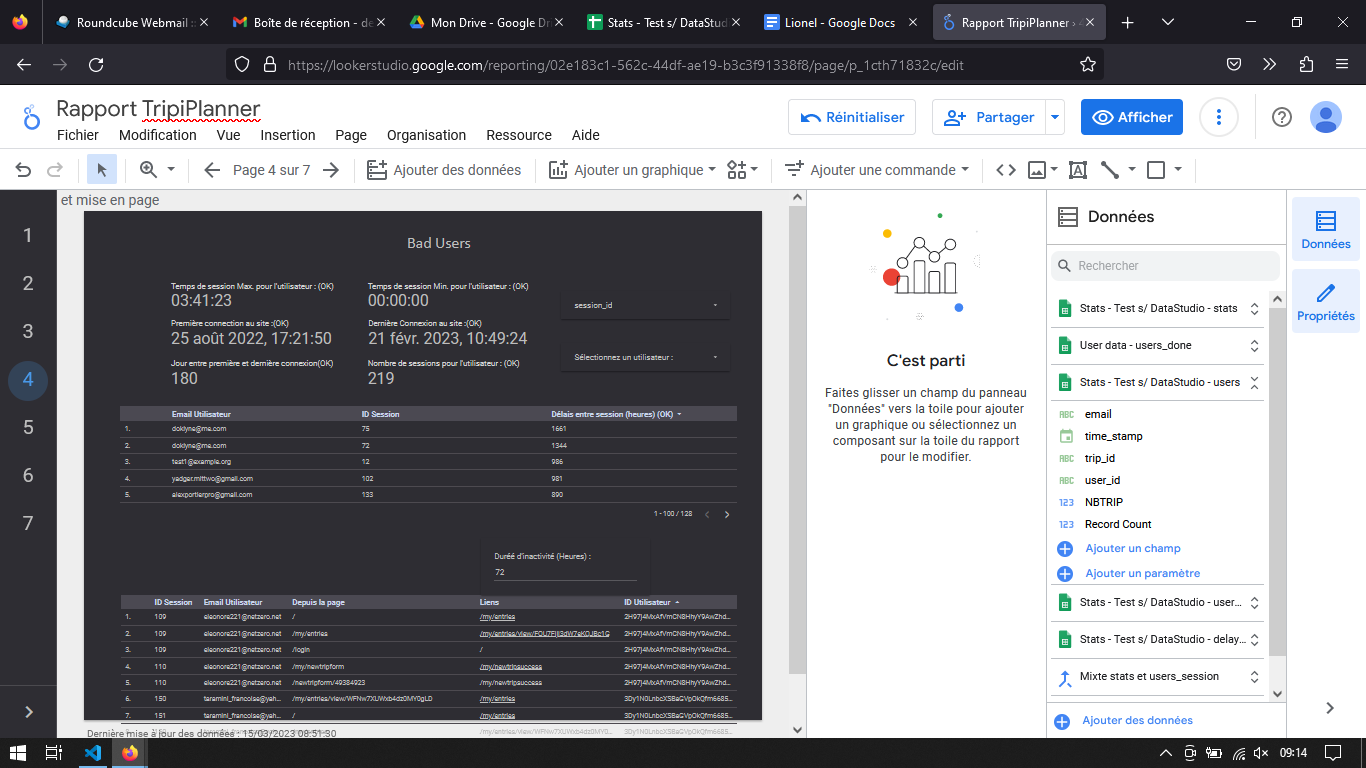 Roundcube Webmail :
Boîte de réception - de
Mon Drive - Google Dr
Stats - Test s/ DataStud
Lionel - Google Docs
Rapport TripiPlanner ›
https://lookerstudio.google.com/reporting/02e183c1-562c-44df-ae19-b3c3f91338f8/page/p_1cth71832c/edit
Rapport TripiPlanner
Réinitialiser
Partager
Afficher
Fichier Modification Vue Insertion Page Organisation Ressource Aide
Page 4 sur 7
Ajouter des données
Ajouter un graphique
Ajouter une commande
et mise en page
1
2
3
4
5
6
7
Bad Users
Temps de session Max. pour l'utilisateur : (OK)
03:41:23
Temps de session Min. pour l'utilisateur : (OK)
00:00:00
session_id
Première connection au site :(OK)
25 août 2022, 17:21:50
Dernière Connexion au site :(OK)
21 févr. 2023, 10:49:24
Sélectionnez un utilisateur :
Jour entre première et dernière connexion(OK)
180
Nombre de sessions pour l'utilisateur : (OK)
219
Email Utilisateur ID Session Délais entre session (heures) (OK)
1. doklyne@me.com 75 1661
2. doklyne@me.com 72 1344
3. test1@example.org 12 986
4. yadger.mittwo@gmail.com 102 981
5. alexportierpro@gmail.com 133 890
1 - 100 / 128
Duréé d'inactivité (Heures) :
72
ID Session Email Utilisateur Depuis la page Liens ID Utilisateur
1. 109 eleonore221@netzero.net / /my/entries
2. 109 eleonore221@netzero.net /my/entries
3. 109 eleonore221@netzero.net /login /
4. 110 eleonore221@netzero.net /my/newtripform /my/newtripsuccess
5. 110 eleonore221@netzero.net /newtripform/49384923 /my/newtripsuccess
6. 150 taramini_francoise@yah... /my/entries
7. 151 taramini_francoise@yah... / /my/entries
Dernière mise à jour des données : 15/03/2023 08:51:30
C'est parti
Faites glisser un champ du panneau
"Données" vers la toile pour ajouter
un graphique ou sélectionnez un
composant sur la toile du rapport
pour le modifier.
Données
Rechercher
Stats - Test s/ DataStudio - stats
User data - users_done
Stats - Test s/ DataStudio - users
ABC email
time_stamp
ABC trip_id
ABC user_id
123 NBTRIP
123 Record Count
Ajouter un champ
Ajouter un paramètre
Stats - Test s/ DataStudio - user...
Stats - Test s/ DataStudio - delay...
Mixte stats et users_session
Ajouter des données
Données
Propriétés
09:14